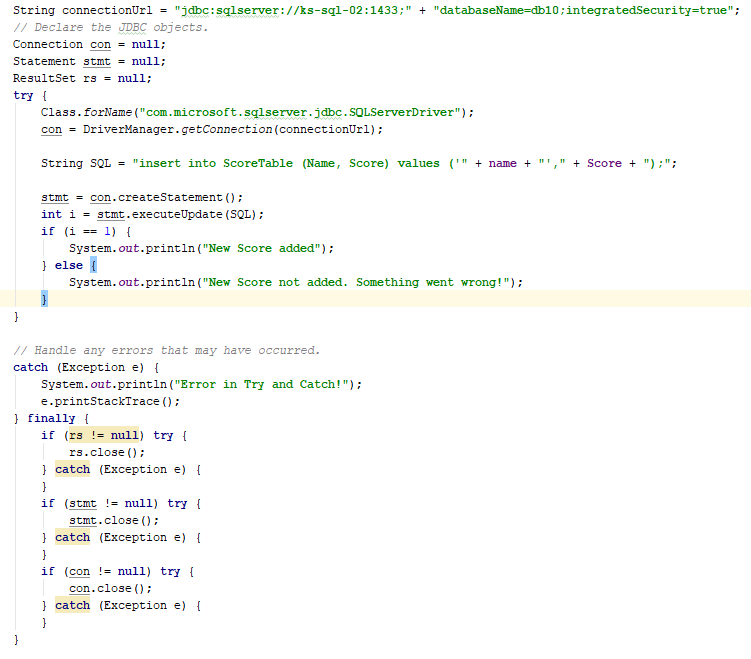 String connectionUrl = "jdbc:sqlserver://ks-sql-02:1433;" + "databaseName=db10;integratedSecurity=true";
// Declare the JDBC objects.
Connection con = null;
Statement stmt = null;
ResultSet rs = null;
try {
    Class.forName("com.microsoft.sqlserver.jdbc.SQLServerDriver");
    con = DriverManager.getConnection(connectionUrl);

    String SQL = "insert into ScoreTable (Name, Score) values ('" + name + "'," + Score + ");";

    stmt = con.createStatement();
    int i = stmt.executeUpdate(SQL);
    if (i == 1) {
        System.out.println("New Score added");
    } else {
        System.out.println("New Score not added. Something went wrong!");
    }
}

// Handle any errors that may have occurred.
catch (Exception e) {
    System.out.println("Error in Try and Catch!");
    e.printStackTrace();
} finally {
    if (rs != null) try {
        rs.close();
    } catch (Exception e) {
    }
    if (stmt != null) try {
        stmt.close();
    } catch (Exception e) {
    }
    if (con != null) try {
        con.close();
    } catch (Exception e) {
    }
}